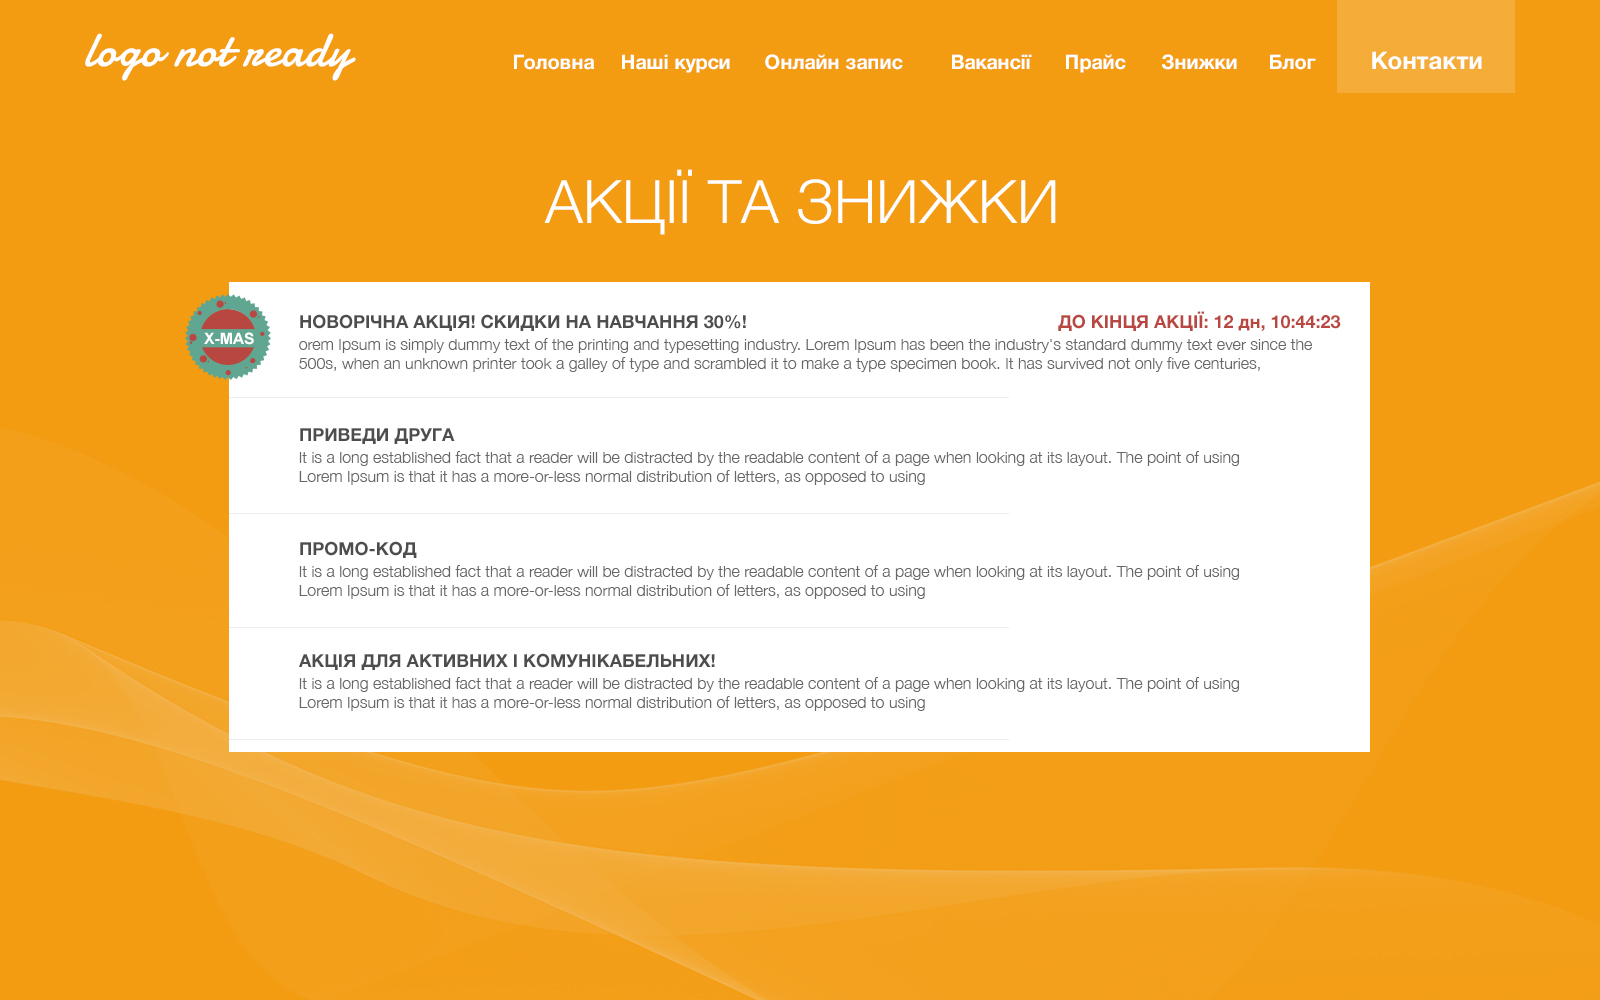 logo not ready
Головна Наші курси Онлайн запис Вакансії Прайс Знижки Блог Контакти
АКЦІЇ ТА ЗНИЖКИ
X-MAS
НОВОРІЧНА АКЦІЯ! СКИДКИ НА НАВЧАННЯ 30%! ДО КІНЦЯ АКЦІЇ: 12 дн, 10:44:23
orem Ipsum is simply dummy text of the printing and typesetting industry. Lorem Ipsum has been the industry's standard dummy text ever since the
500s, when an unknown printer took a galley of type and scrambled it to make a type specimen book. It has survived not only five centuries,
ПРИВЕДИ ДРУГА
It is a long established fact that a reader will be distracted by the readable content of a page when looking at its layout. The point of using
Lorem Ipsum is that it has a more-or-less normal distribution of letters, as opposed to using
ПРОМО-КОД
It is a long established fact that a reader will be distracted by the readable content of a page when looking at its layout. The point of using
Lorem Ipsum is that it has a more-or-less normal distribution of letters, as opposed to using
АКЦІЯ ДЛЯ АКТИВНИХ І КОМУНІКАБЕЛЬНИХ!
It is a long established fact that a reader will be distracted by the readable content of a page when looking at its layout. The point of using
Lorem Ipsum is that it has a more-or-less normal distribution of letters, as opposed to using